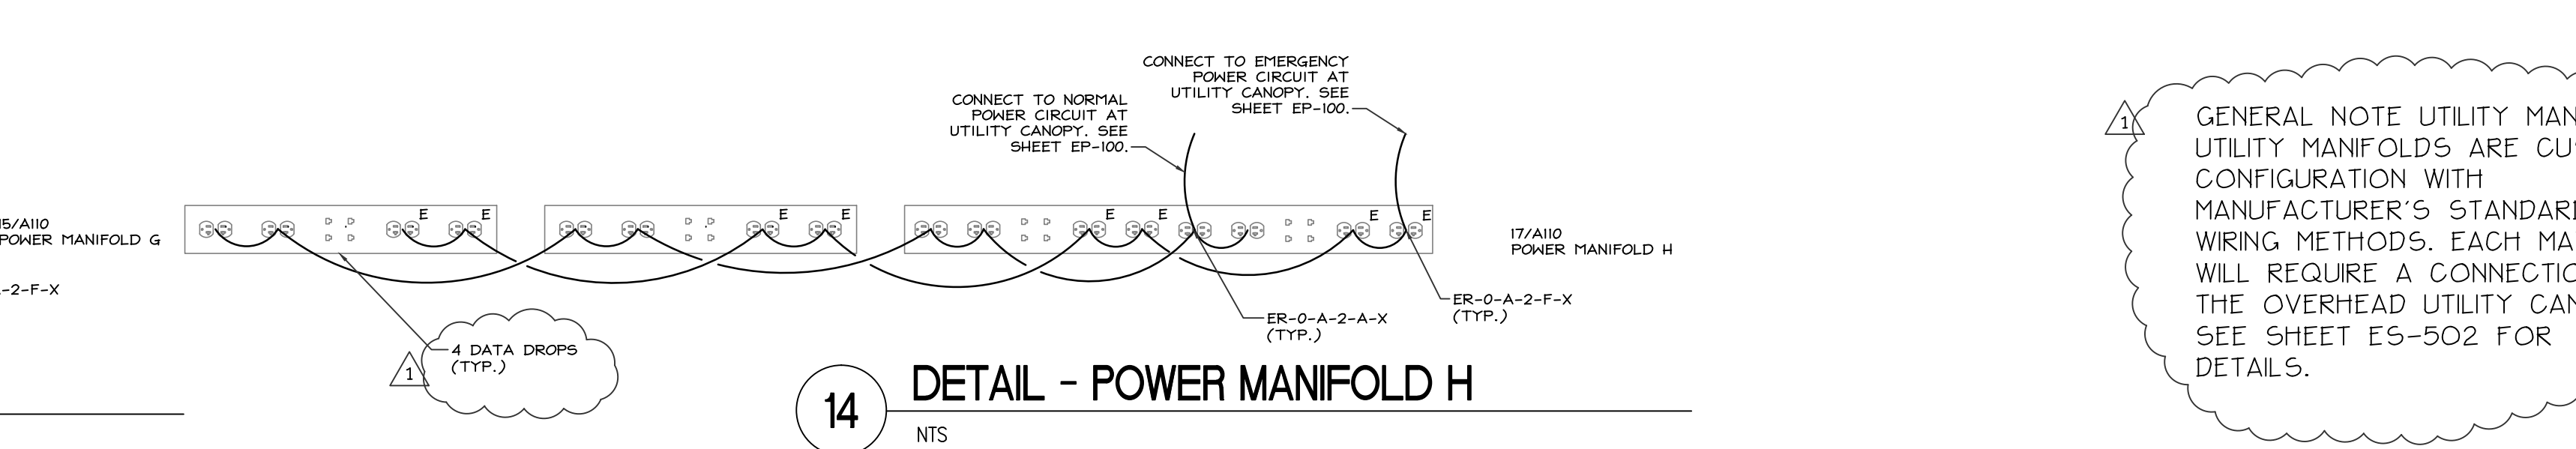 CONNECT TO EMERGENCY
POWER CIRCUIT AT
UTILITY CANOPY. SEE
SHEET EP-100.
CONNECT TO NORMAL
POWER CIRCUIT AT
UTILITY CANOPY. SEE
SHEET EP-100.
15/A110
POWER MANIFOLD G
-2-F-X
E
E
E
E
E
E
E
E
17/A110
POWER MANIFOLD H
ER-0-A-2-F-X
(TYP.)
ER-0-A-2-A-X
(TYP.)
4 DATA DROPS
(TYP.)
1
14
DETAIL - POWER MANIFOLD H
NTS
1
GENERAL NOTE UTILITY MAN
UTILITY MANIFOLDS ARE CU
CONFIGURATION WITH
MANUFACTURER'S STANDARD
WIRING METHODS. EACH MA
WILL REQUIRE A CONNECTIO
THE OVERHEAD UTILITY CAN
SEE SHEET ES-502 FOR
DETAILS.